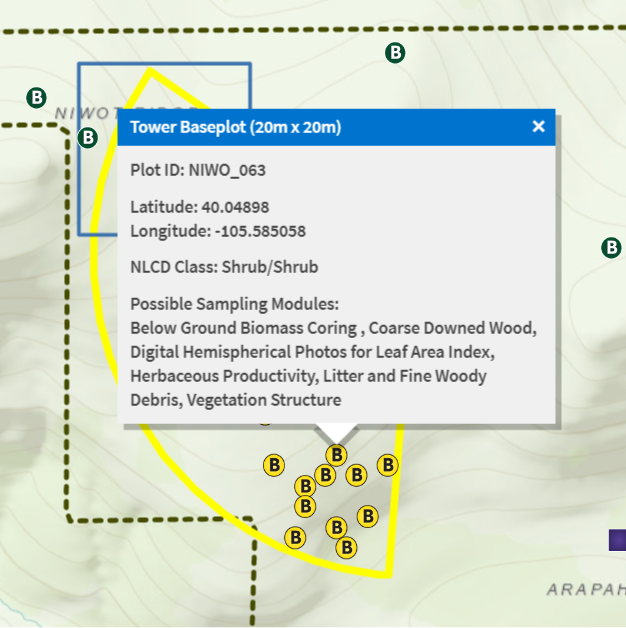 B
B
NIWOT RIDGE
B
Tower Baseplot (20m x 20m) ×
Plot ID: NIWO_063
Latitude: 40.04898
Longitude: -105.585058
B
NLCD Class: Shrub/Shrub
Possible Sampling Modules:
Below Ground Biomass Coring , Coarse Downed Wood,
Digital Hemispherical Photos for Leaf Area Index,
Herbaceous Productivity, Litter and Fine Woody
Debris, Vegetation Structure
B
B B
B B
B
B
B
B
B
B
ARAPAH